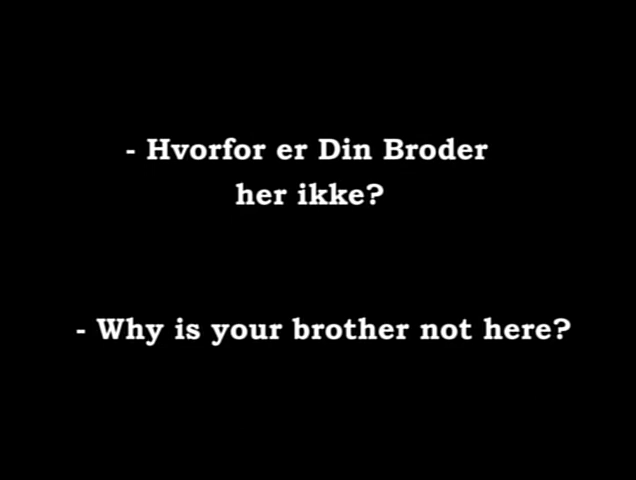 - Hvorfor er Din Broder
her ikke?
- Why is your brother not here?